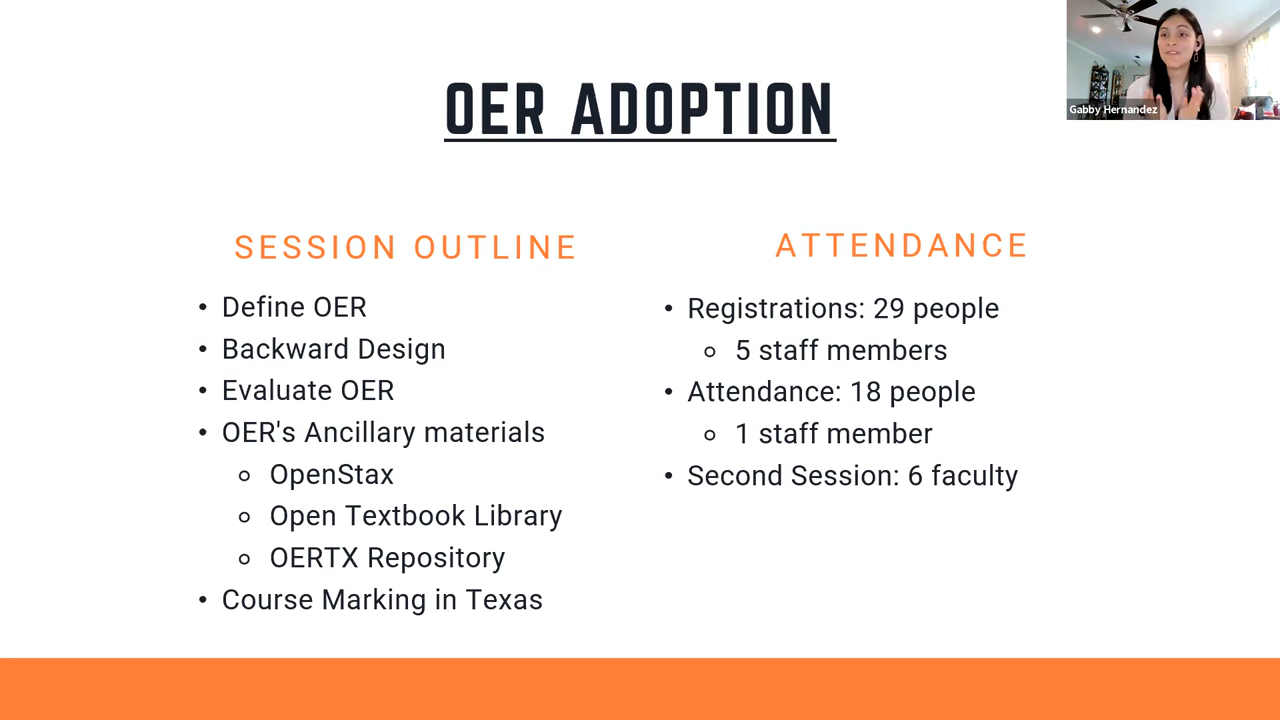 OER ADOPTION
Gabby Hernandez
SESSION OUTLINE
• Define OER
• Backward Design
• Evaluate OER
• OER's Ancillary materials
◦ OpenStax
◦ Open Textbook Library
◦ OERTX Repository
• Course Marking in Texas
ATTENDANCE
• Registrations: 29 people
◦ 5 staff members
• Attendance: 18 people
◦ 1 staff member
• Second Session: 6 faculty